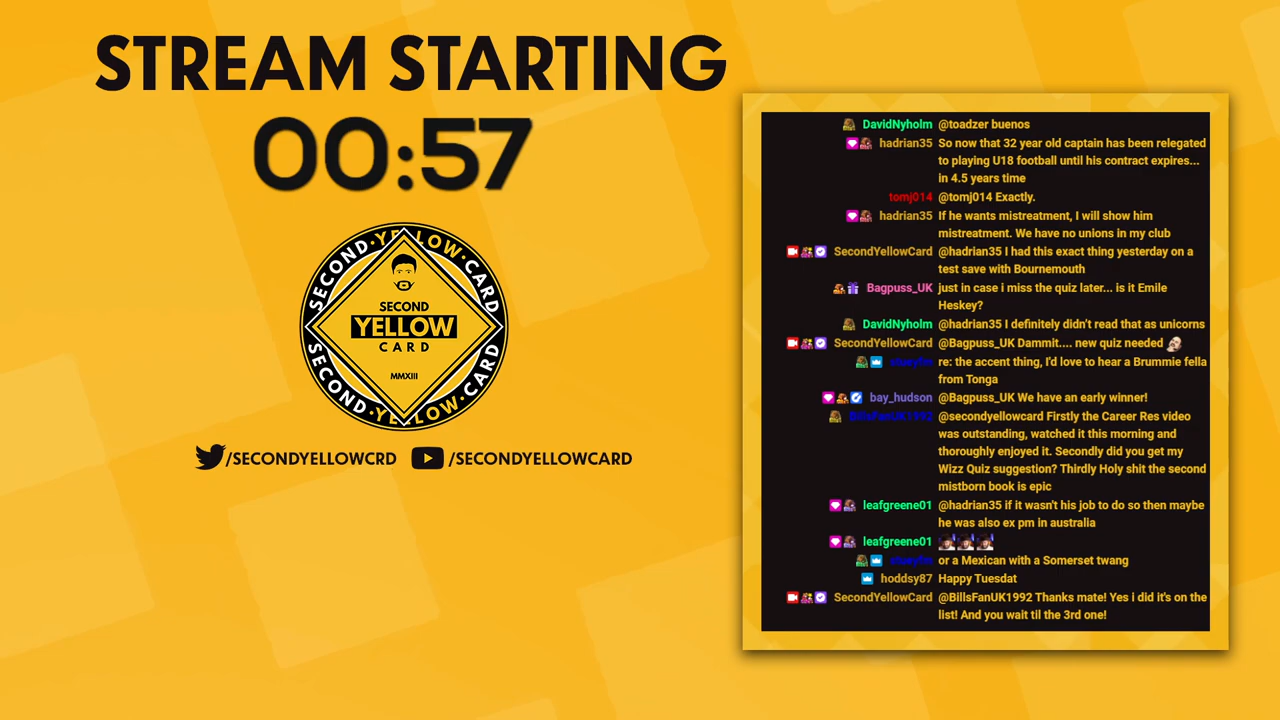 STREAM STARTING
00:57
SECOND·YELLOW·CARD
SECOND
YELLOW
CARD
MMXIII
SECOND·YELLOW·CARD
/SECONDYELLOWCRD /SECONDYELLOWCARD
DavidNyholm @toadzer buenos
hadrian35 So now that 32 year old captain has been relegated
to playing U18 football until his contract expires...
in 4.5 years time
tomj014 @tomj014 Exactly.
hadrian35 If he wants mistreatment, I will show him
mistreatment. We have no unions in my club
SecondYellowCard @hadrian35 I had this exact thing yesterday on a
test save with Bournemouth
Bagpuss_UK just in case i miss the quiz later... is it Emile
Heskey?
DavidNyholm @hadrian35 I definitely didn't read that as unicorns
SecondYellowCard @Bagpuss_UK Dammit.... new quiz needed
re: the accent thing, I'd love to hear a Brummie fella
from Tonga
bay_hudson @Bagpuss_UK We have an early winner!
BillsFanUK1992 @secondyellowcard Firstly the Career Res video
was outstanding, watched it this morning and
thoroughly enjoyed it. Secondly did you get my
Wizz Quiz suggestion? Thirdly Holy shit the second
mistborn book is epic
leafgreene01 @hadrian35 if it wasn't his job to do so then maybe
he was also ex pm in australia
leafgreene01
or a Mexican with a Somerset twang
hoddsy87 Happy Tuesdat
SecondYellowCard @BillsFanUK1992 Thanks mate! Yes i did it's on the
list! And you wait til the 3rd one!